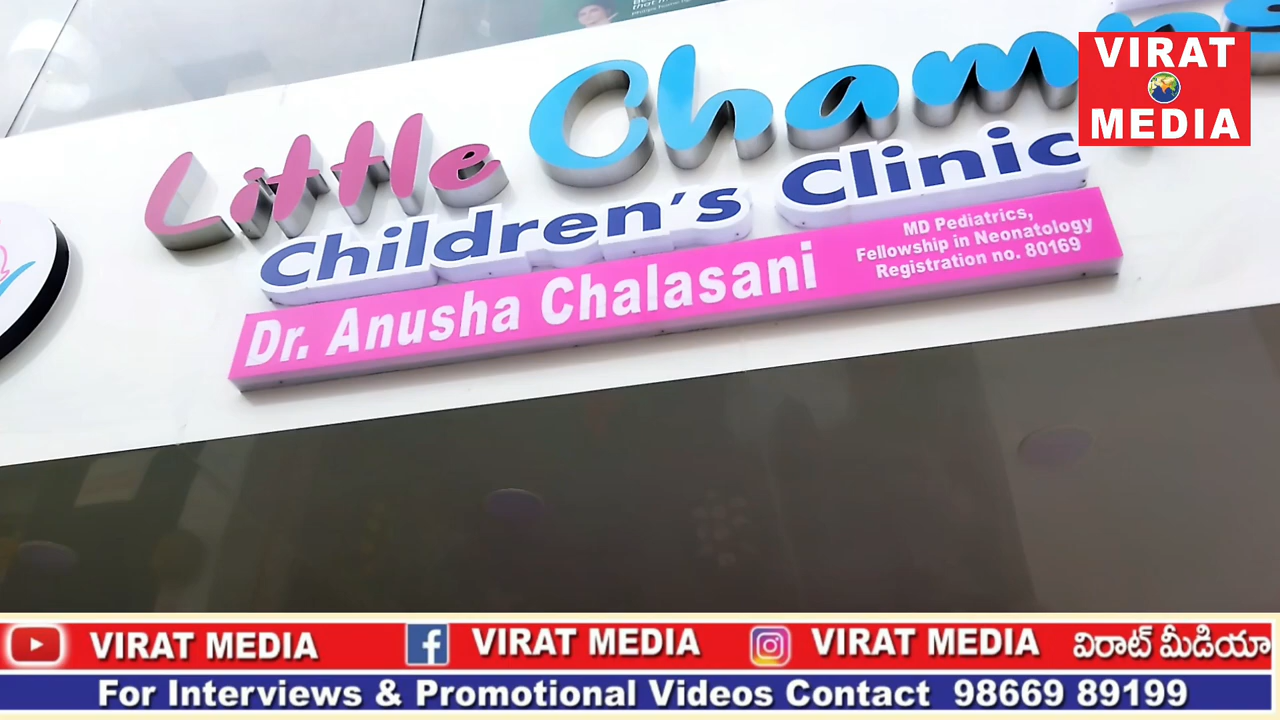 Little Champs
Children's Clinic
Dr. Anusha Chalasani
MD Pediatrics,
Fellowship in Neonatology
Registration no. 80169
VIRAT
MEDIA
VIRAT MEDIA
VIRAT MEDIA
VIRAT MEDIA
విరాట్ మీడియా
For Interviews & Promotional Videos Contact 98669 89199